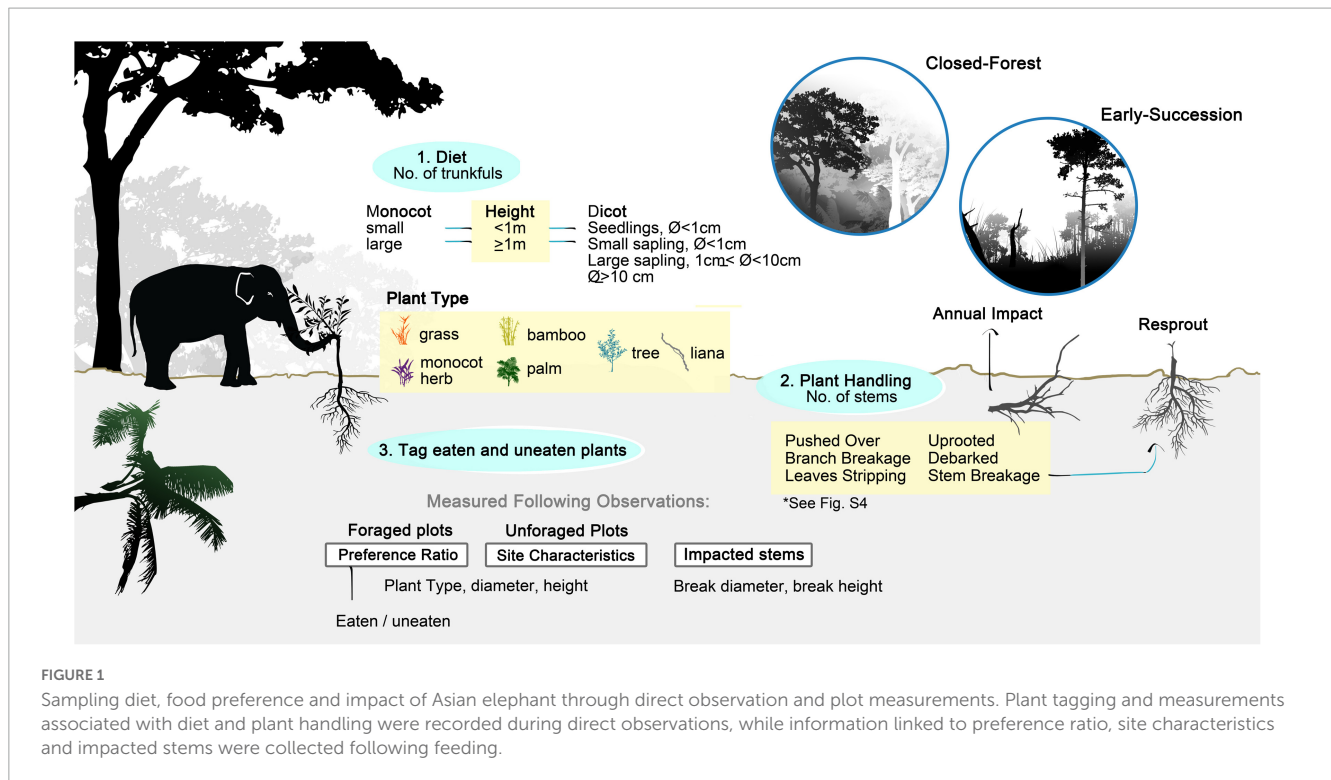 Closed-Forest
Early-Succession
1. Diet
No. of trunkfuls
Monocot
small
large
Height
<1m
≥1m
Dicot
Seedlings, Ø<1cm
Small sapling, Ø<1cm
Large sapling, 1cm≤ Ø<10cm
Ø≥10 cm
Plant Type
grass
bamboo
tree
liana
monocot
herb
palm
Annual Impact
Resprout
2. Plant Handling
No. of stems
Pushed Over
Branch Breakage
Leaves Stripping
Uprooted
Debarked
Stem Breakage
*See Fig. S4
3. Tag eaten and uneaten plants
Measured Following Observations:
Foraged plots
Unforaged Plots
Preference Ratio
Site Characteristics
Impacted stems
Plant Type, diameter, height
Break diameter, break height
Eaten / uneaten
FIGURE 1
Sampling diet, food preference and impact of Asian elephant through direct observation and plot measurements. Plant tagging and measurements
associated with diet and plant handling were recorded during direct observations, while information linked to preference ratio, site characteristics
and impacted stems were collected following feeding.